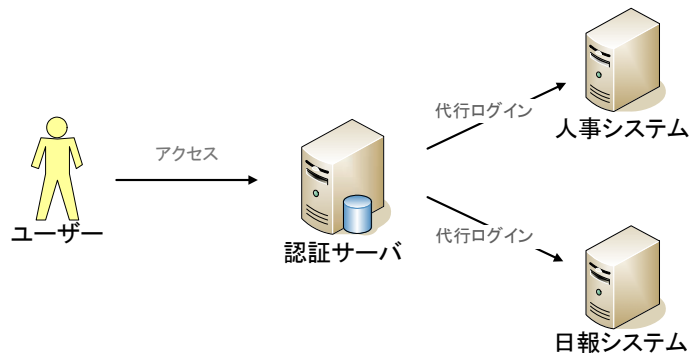 代行ログイン
人事システム
アクセス
ユーザー
認証サーバ
代行ログイン
日報システム